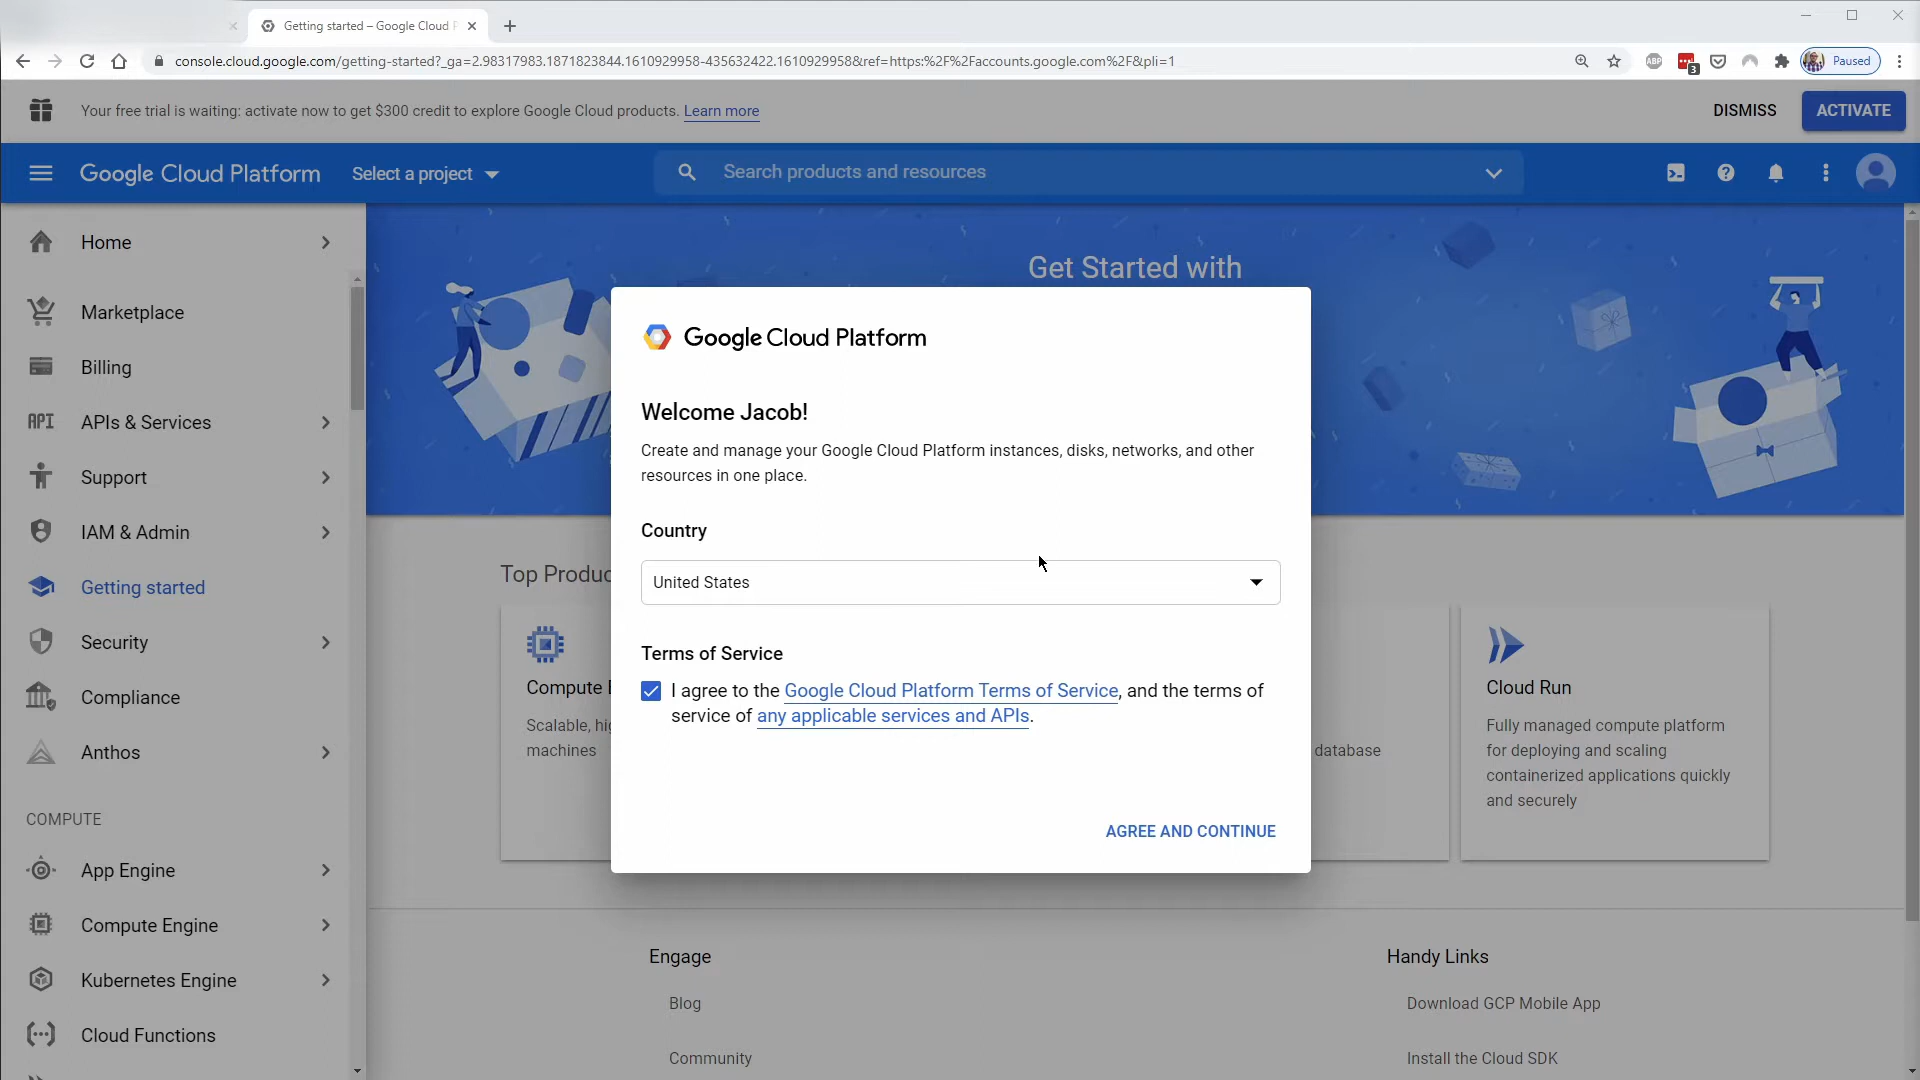 Getting started – Google Cloud P
console.cloud.google.com/getting-started?_ga=2.98317983.1871823844.1610929958-435632422.1610929958&ref=https:%2F%2Faccounts.google.com%2F&pli=1
ABP
3
Paused
Your free trial is waiting: activate now to get $300 credit to explore Google Cloud products. Learn more
DISMISS
ACTIVATE
Google Cloud Platform
Select a project
Search products and resources
Home
Marketplace
Billing
API APIs & Services
Support
IAM & Admin
Getting started
Security
Compliance
Anthos
COMPUTE
App Engine
Compute Engine
Kubernetes Engine
Cloud Functions
Get Started with
Google Cloud Platform
Welcome Jacob!
Create and manage your Google Cloud Platform instances, disks, networks, and other
resources in one place.
Country
United States
Terms of Service
I agree to the Google Cloud Platform Terms of Service, and the terms of
service of any applicable services and APIs.
AGREE AND CONTINUE
Top Produc
Compute E
Scalable, hig
machines
database
Cloud Run
Fully managed compute platform
for deploying and scaling
containerized applications quickly
and securely
Engage
Blog
Community
Handy Links
Download GCP Mobile App
Install the Cloud SDK